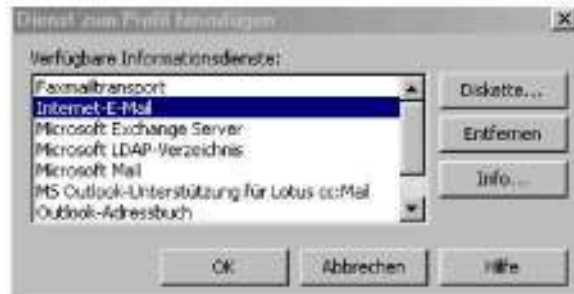 Dienst zum Profil hinzufügen
Verfügbare Informationsdienste:
Faxmailtransport
Internet-E-Mail
Microsoft Exchange Server
Microsoft LDAP-Verzeichnis
Microsoft Mail
MS Outlook-Unterstützung für Lotus cc:Mail
Outlook-Adressbuch
Diskette...
Entfernen
Info...
OK
Abbrechen
Hilfe